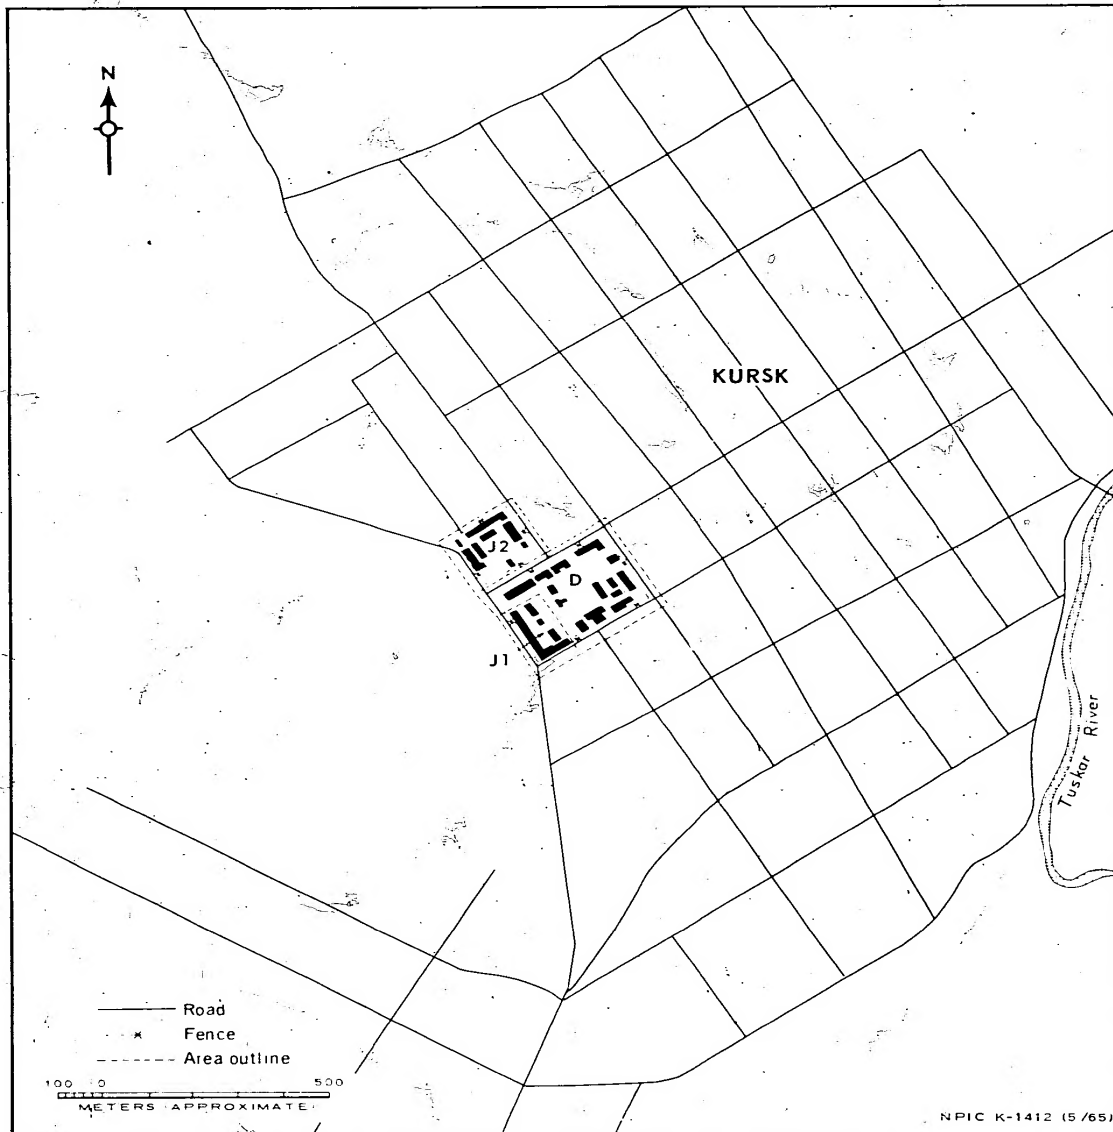 N
KURSK
J2
D
J1
Tuskar River
Road
Fence
Area outline
100 0 500
METERS APPROXIMATE
NPIC K-1412 (5/65)